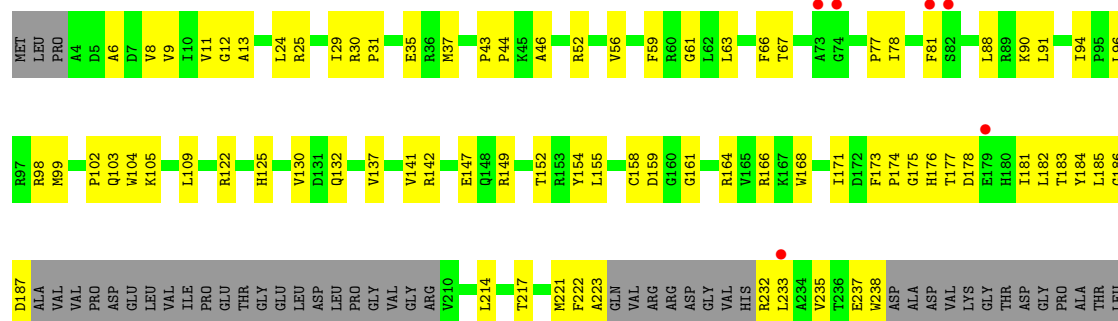 MET LEU PRO A4 D5 A6 D7 V8 V9 I10 V11 G12 A13 L24 R25 I29 R30 P31 E35 R36 M37 P43 P44 K45 A46 R52 V56 F59 R60 G61 L62 L63 F66 T67 A73 G74 P77 I78 F81 S82 L88 R89 K90 L91 I94 P95 L96
R97 R98 M99 P102 Q103 W104 K105 L109 R122 H125 V130 D131 Q132 V137 V141 R142 E147 Q148 R149 T152 R153 Y154 L155 C158 D159 G160 G161 R164 V165 R166 K167 W168 I171 D172 F173 P174 G175 H176 T177 D178 E179 H180 I181 L182 T183 Y184 L185 G186
D187 ALA VAL VAL PRO ASP GLU LEU VAL ILE PRO GLU THR GLY GLU LEU ASP LEU PRO GLY VAL GLY ARG V210 L214 T217 M221 F222 A223 GLN VAL ARG ARG ASP GLY VAL HIS R232 L233 A234 V235 T236 E237 W238 ASP ALA ASP VAL LYS GLY THR ASP GLY PRO ALA THR LEU